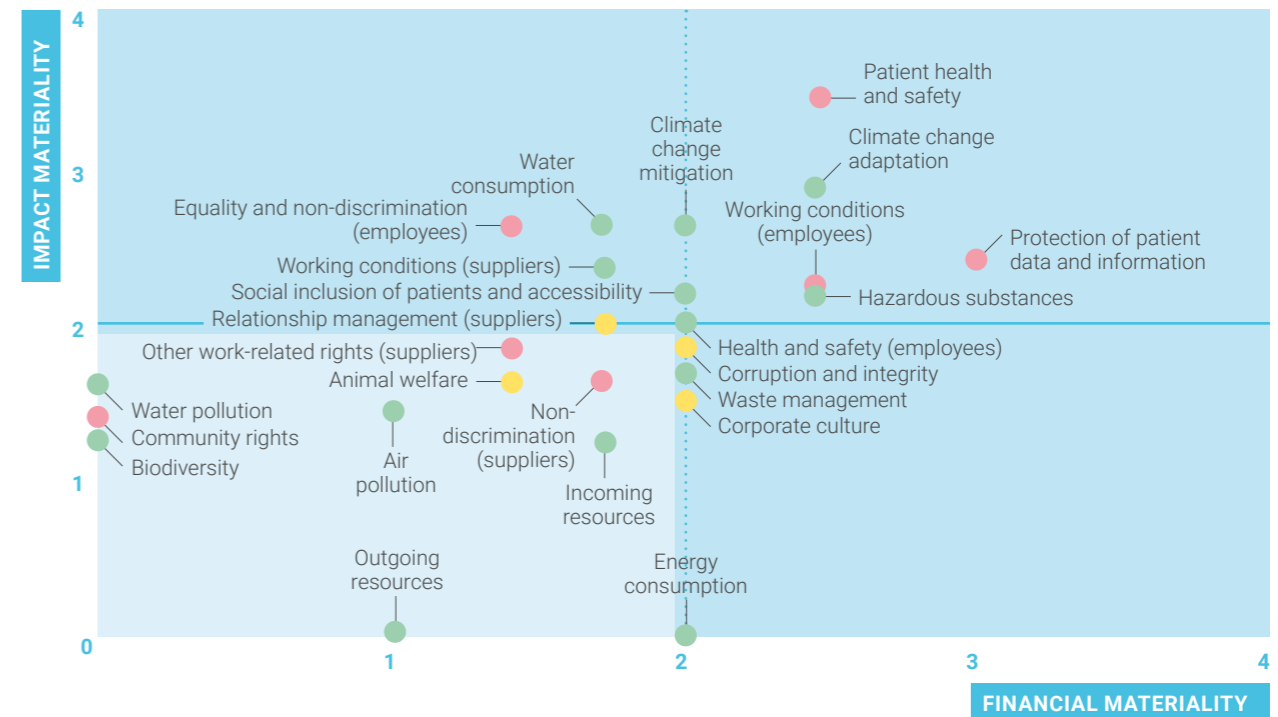 4
IMPACT MATERIALITY
Patient health
and safety
Climate
change
mitigation
Climate change
adaptation
Water
consumption
3
Equality and non-discrimination
(employees)
Working conditions
(employees)
Protection of patient
data and information
Working conditions (suppliers)
Social inclusion of patients and accessibility
Hazardous substances
2
Relationship management (suppliers)
Other work-related rights (suppliers)
Health and safety (employees)
Animal welfare
Corruption and integrity
Waste management
Corporate culture
Water pollution
Community rights
Biodiversity
Non-
discrimination
(suppliers)
Air
pollution
1
Incoming
resources
Outgoing
resources
Energy
consumption
0
1
2
3
4
FINANCIAL MATERIALITY